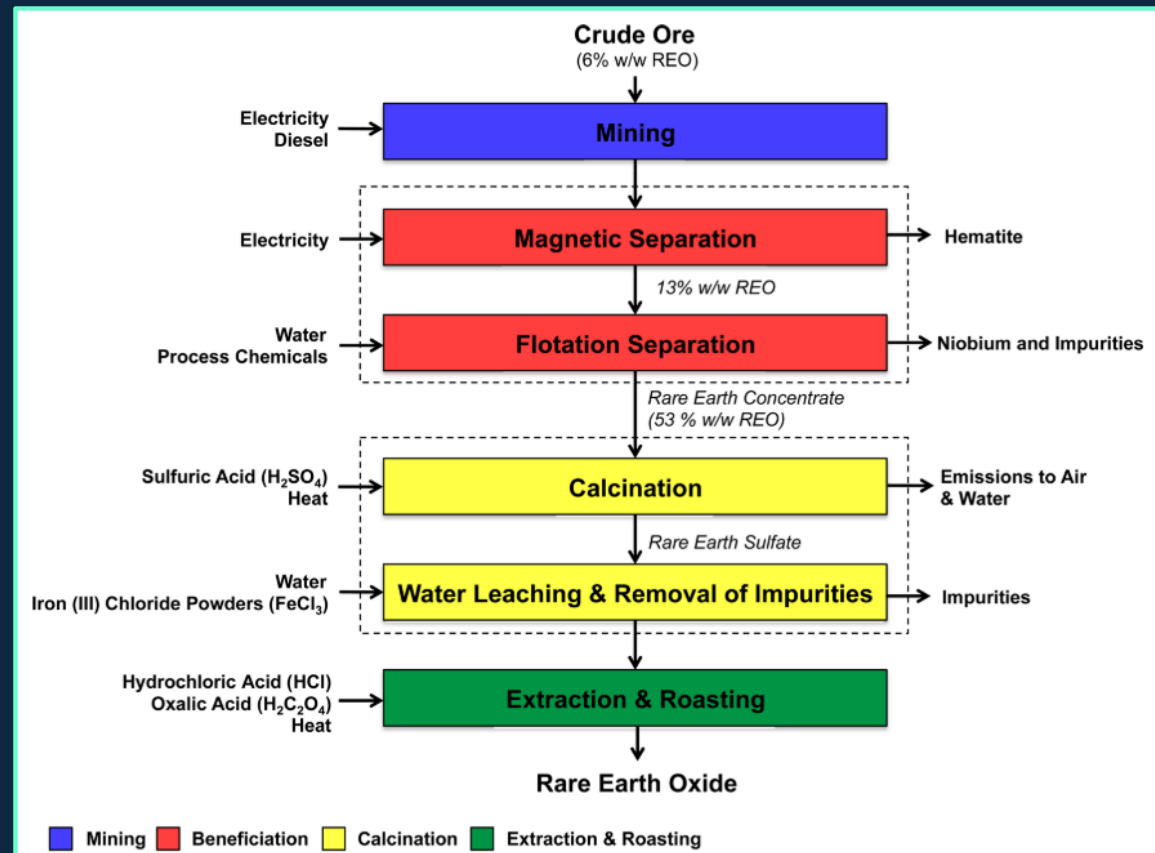 Crude Ore
(6% w/w REO)
Electricity
Diesel
Mining
Electricity
Magnetic Separation
Hematite
13% w/w REO
Water
Process Chemicals
Flotation Separation
Niobium and Impurities
Rare Earth Concentrate
(53 % w/w REO)
Sulfuric Acid (H₂SO₄)
Heat
Calcination
Emissions to Air
& Water
Rare Earth Sulfate
Water
Iron (III) Chloride Powders (FeCl₃)
Water Leaching & Removal of Impurities
Impurities
Hydrochloric Acid (HCl)
Oxalic Acid (H₂C₂O₄)
Heat
Extraction & Roasting
Rare Earth Oxide
Mining Beneficiation Calcination Extraction & Roasting